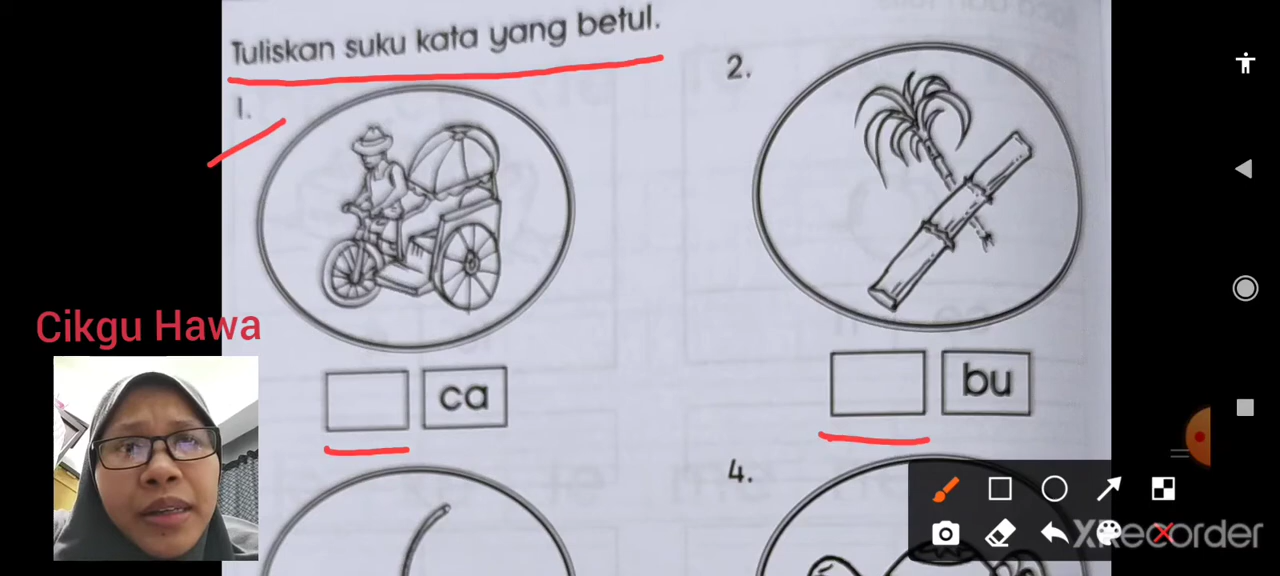 Tuliskan suku kata yang betul.
1.
2.
ca
bu
Cikgu Hawa
4.
XRecorder